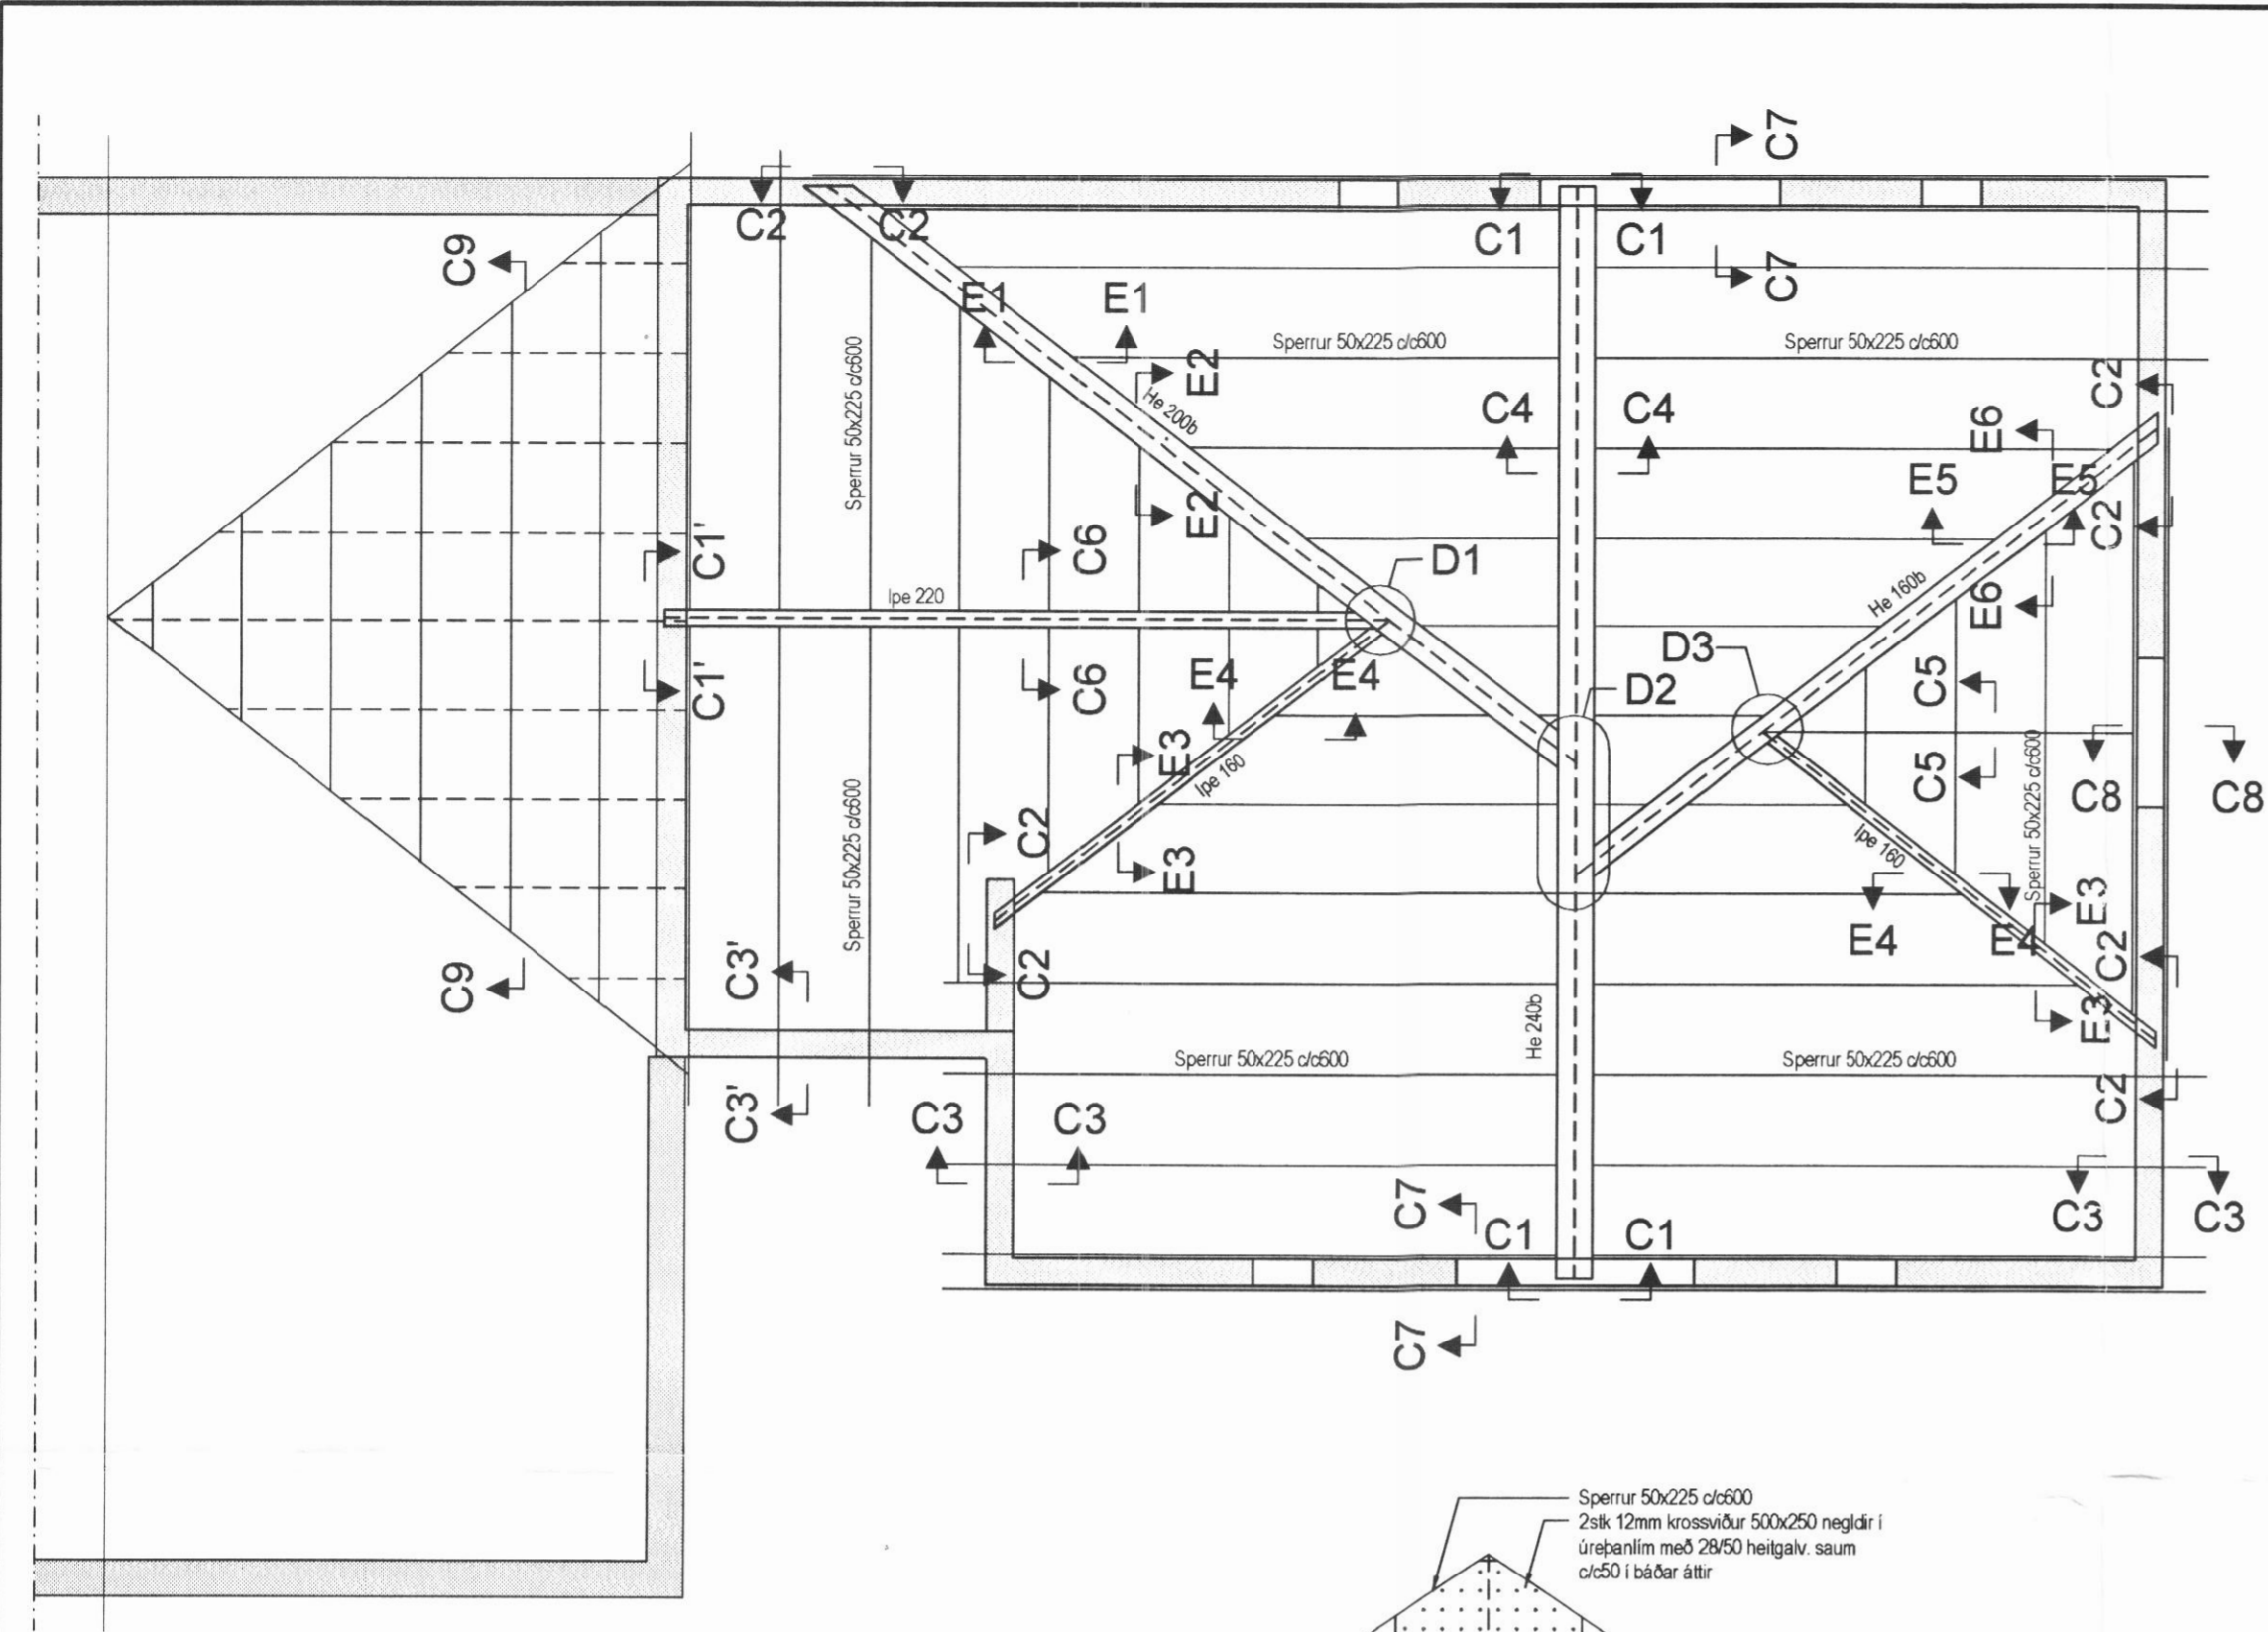 C7
C9
C2
C2
C1
C1
C7
E1
E1
Sperrur 50x225 c/c600
Sperrur 50x225 c/c600
Sperrur 50x225 c/c600
E2
He 200b
C4
C4
C2
E6
E5
E5
E2
C2
C1'
C6
D1
Ipe 220
He 160b
E6
D3
C1'
C6
E4
E4
D2
C5
E3
Ipe 160
C5
Sperrur 50x225 c/c600
C8
C8
C2
Sperrur 50x225 c/c600
E3
Ipe 160
E3
C9
C3'
C2
E4
E4
C2
He 240b
E3
Sperrur 50x225 c/c600
Sperrur 50x225 c/c600
C3'
C3
C3
C2
C7
C1
C1
C3
C3
C7
Sperrur 50x225 c/c600
2stk 12mm krossviður 500x250 negldir í
úreþanlím með 28/50 heitgalv. saum
c/c50 í báðar áttir